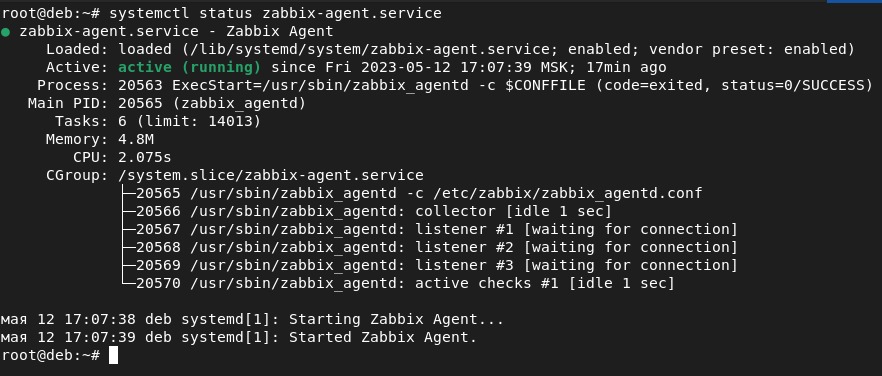 root@deb:~# systemctl status zabbix-agent.service
● zabbix-agent.service - Zabbix Agent
     Loaded: loaded (/lib/systemd/system/zabbix-agent.service; enabled; vendor preset: enabled)
     Active: active (running) since Fri 2023-05-12 17:07:39 MSK; 17min ago
    Process: 20563 ExecStart=/usr/sbin/zabbix_agentd -c $CONFFILE (code=exited, status=0/SUCCESS)
   Main PID: 20565 (zabbix_agentd)
      Tasks: 6 (limit: 14013)
     Memory: 4.8M
        CPU: 2.075s
     CGroup: /system.slice/zabbix-agent.service
             ├─20565 /usr/sbin/zabbix_agentd -c /etc/zabbix/zabbix_agentd.conf
             ├─20566 /usr/sbin/zabbix_agentd: collector [idle 1 sec]
             ├─20567 /usr/sbin/zabbix_agentd: listener #1 [waiting for connection]
             ├─20568 /usr/sbin/zabbix_agentd: listener #2 [waiting for connection]
             ├─20569 /usr/sbin/zabbix_agentd: listener #3 [waiting for connection]
             └─20570 /usr/sbin/zabbix_agentd: active checks #1 [idle 1 sec]

мая 12 17:07:38 deb systemd[1]: Starting Zabbix Agent...
мая 12 17:07:39 deb systemd[1]: Started Zabbix Agent.
root@deb:~#